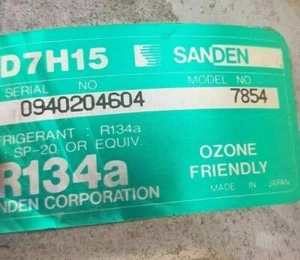 D7H15 SANDEN
SERIAL NO MODEL NO
0940204604 7854
FRIGERANT : R134a
SP-20 OR EQUIV.
R134a OZONE FRIENDLY
NDEN CORPORATION MADE IN JAPAN